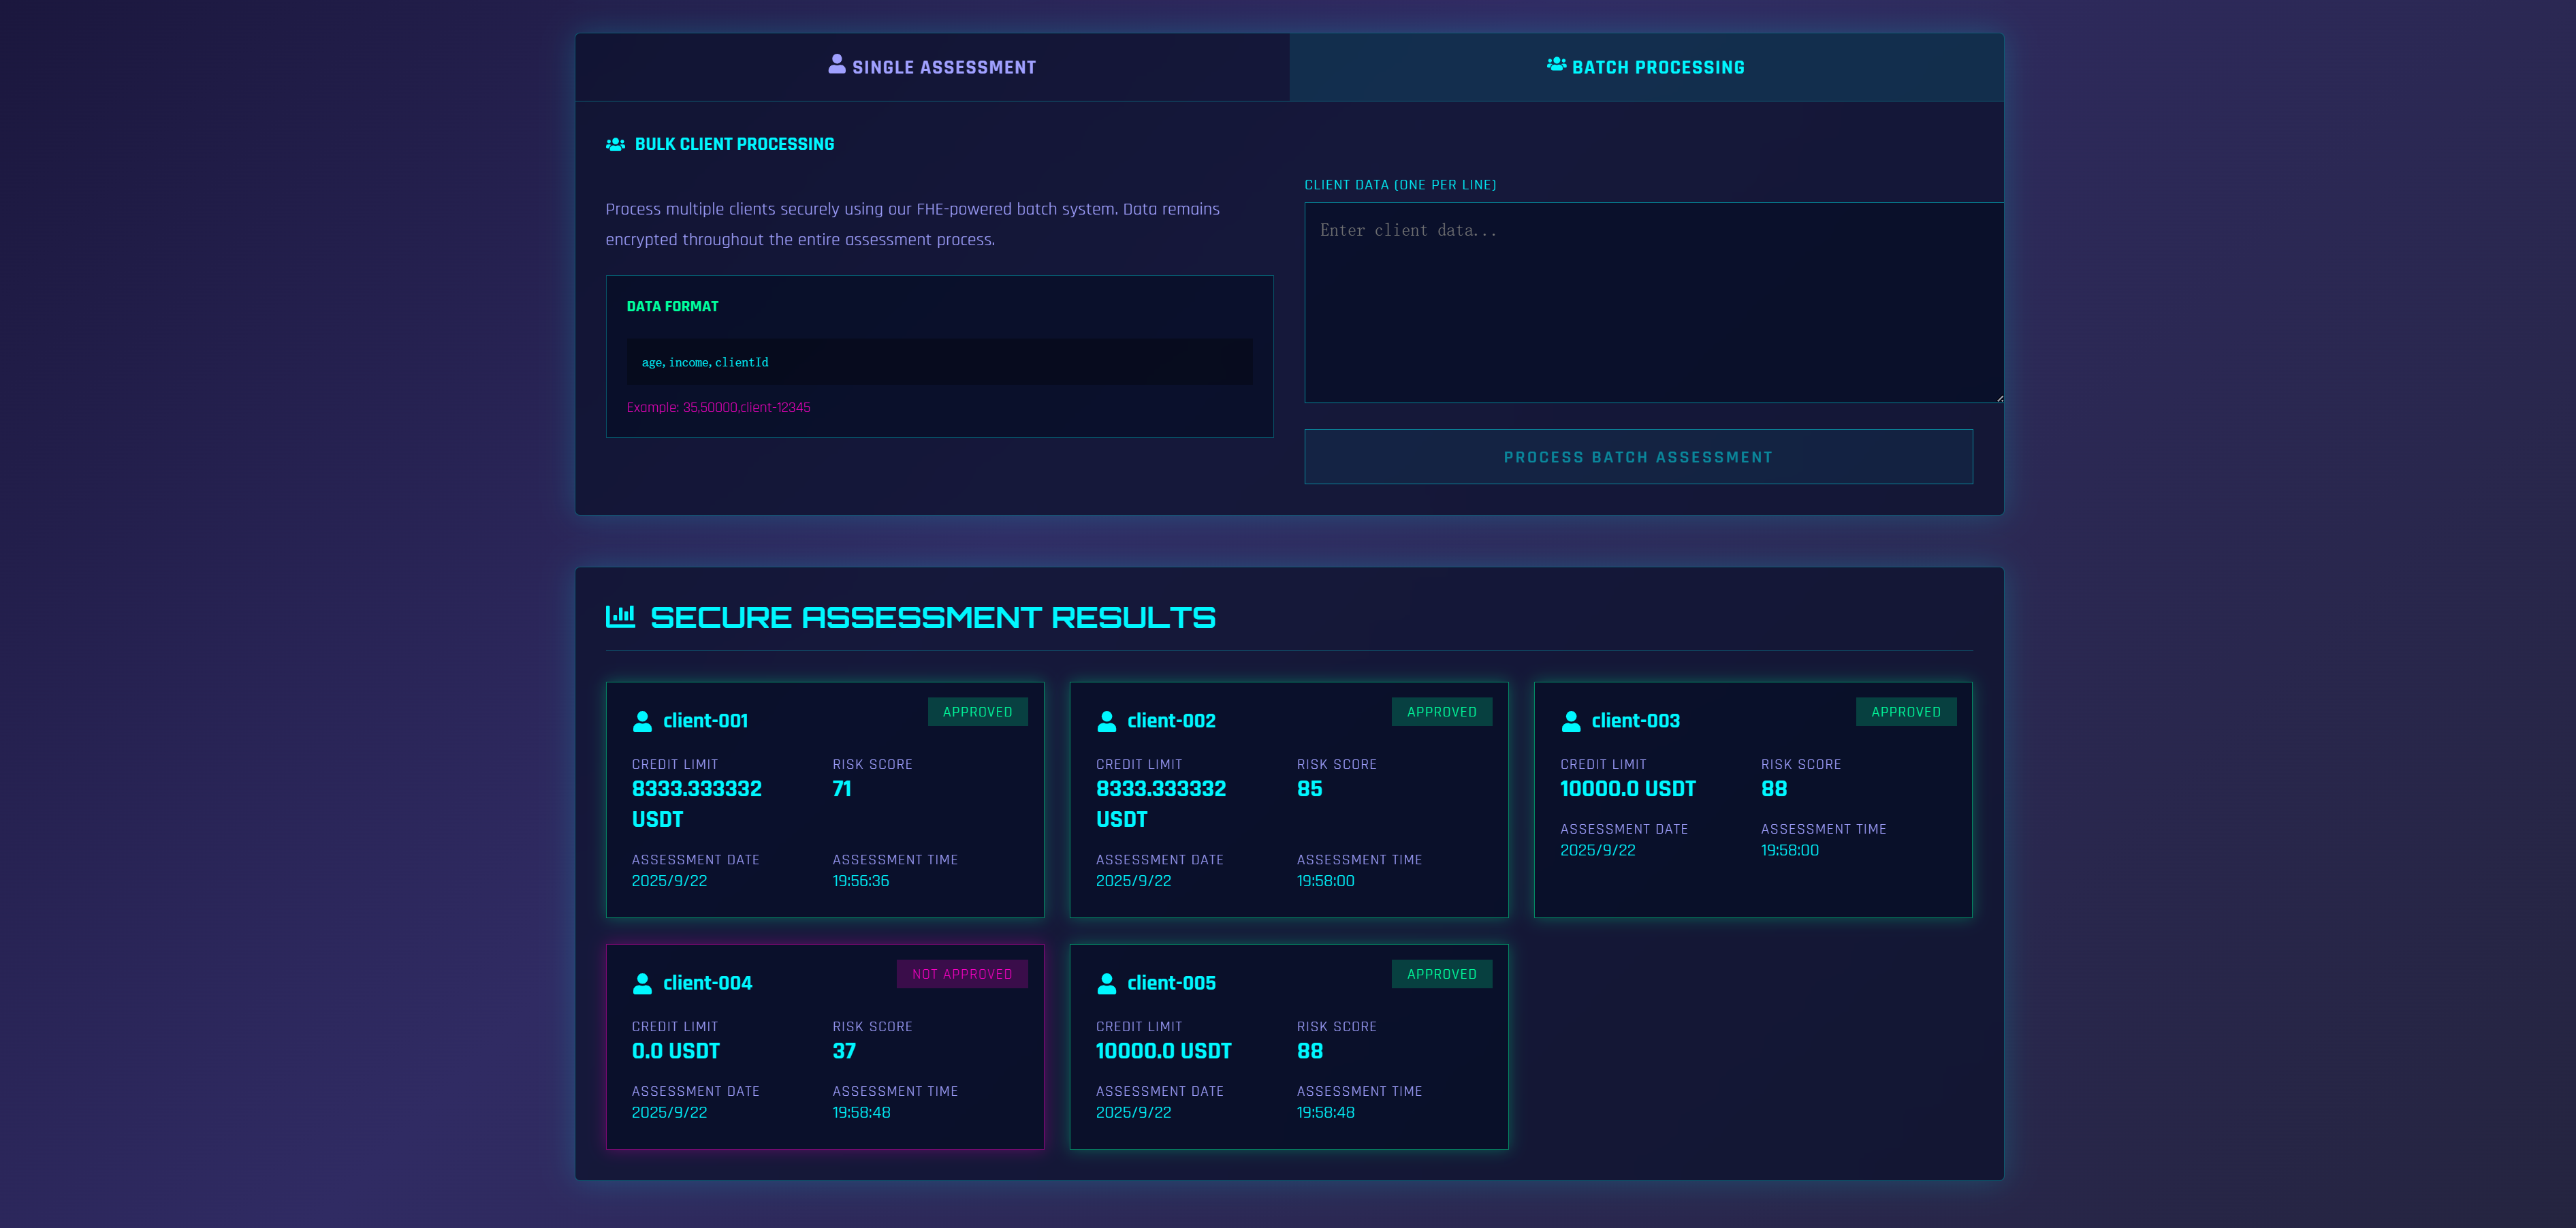 SINGLE ASSESSMENT
BATCH PROCESSING
BULK CLIENT PROCESSING
Process multiple clients securely using our FHE-powered batch system. Data remains
encrypted throughout the entire assessment process.
DATA FORMAT
age,income,clientId
Example: 35,50000,client-12345
CLIENT DATA (ONE PER LINE)
Enter client data...
PROCESS BATCH ASSESSMENT
SECURE ASSESSMENT RESULTS
client-001
APPROVED
CREDIT LIMIT
8333.333332
USDT
RISK SCORE
71
ASSESSMENT DATE
2025/9/22
ASSESSMENT TIME
19:56:36
client-002
APPROVED
CREDIT LIMIT
8333.333332
USDT
RISK SCORE
85
ASSESSMENT DATE
2025/9/22
ASSESSMENT TIME
19:58:00
client-003
APPROVED
CREDIT LIMIT
10000.0 USDT
RISK SCORE
88
ASSESSMENT DATE
2025/9/22
ASSESSMENT TIME
19:58:00
client-004
NOT APPROVED
CREDIT LIMIT
0.0 USDT
RISK SCORE
37
ASSESSMENT DATE
2025/9/22
ASSESSMENT TIME
19:58:48
client-005
APPROVED
CREDIT LIMIT
10000.0 USDT
RISK SCORE
88
ASSESSMENT DATE
2025/9/22
ASSESSMENT TIME
19:58:48